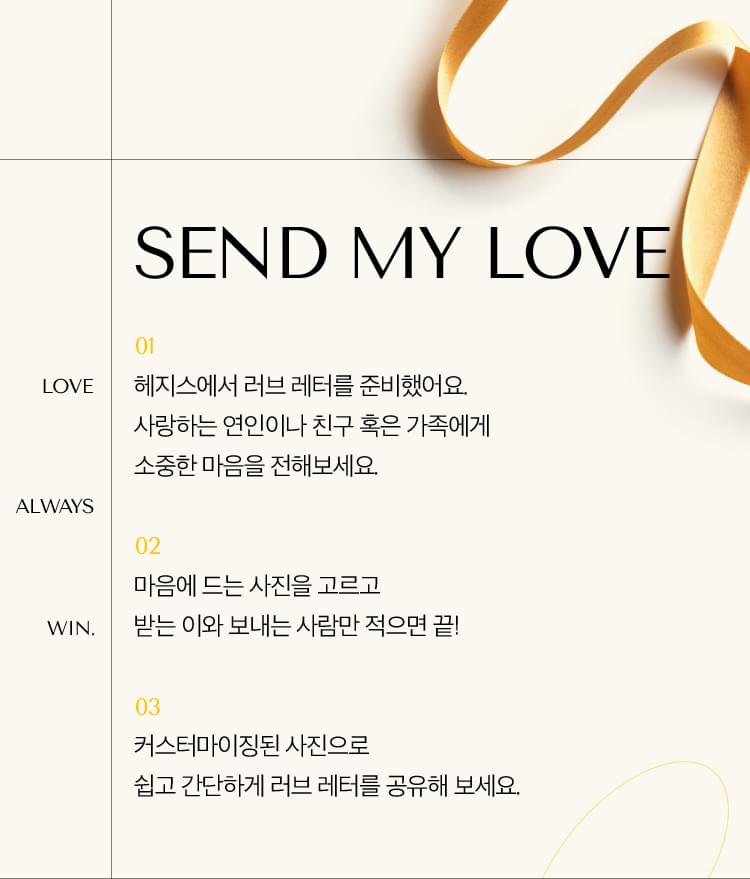 SEND MY LOVE
01
LOVE
헤지스에서 러브 레터를 준비했어요.
사랑하는 연인이나 친구 혹은 가족에게
소중한 마음을 전해보세요.
ALWAYS
02
마음에 드는 사진을 고르고
WIN.
받는 이와 보내는 사람만 적으면 끝!
03
커스터마이징된 사진으로
쉽고 간단하게 러브 레터를 공유해 보세요.